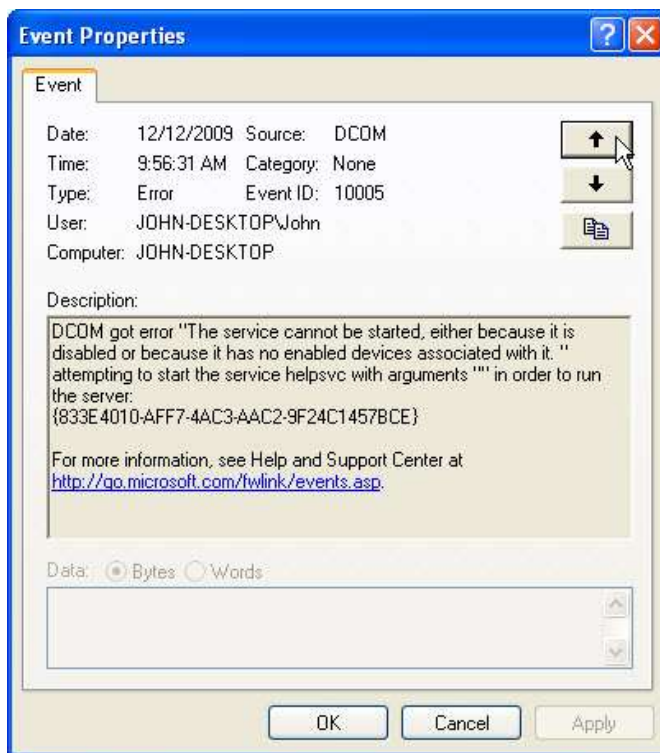 Event Properties
Event
Date: 12/12/2009 Source: DCOM
Time: 9:56:31 AM Category: None
Type: Error Event ID: 10005
User: JOHN-DESKTOP\John
Computer: JOHN-DESKTOP
Description:
DCOM got error "The service cannot be started, either because it is
disabled or because it has no enabled devices associated with it. "
attempting to start the service helpsvc with arguments "" in order to run
the server:
{833E4010-AFF7-4AC3-AAC2-9F24C1457BCE}
For more information, see Help and Support Center at
http://go.microsoft.com/fwlink/events.asp.
Data: Bytes Words
OK Cancel Apply